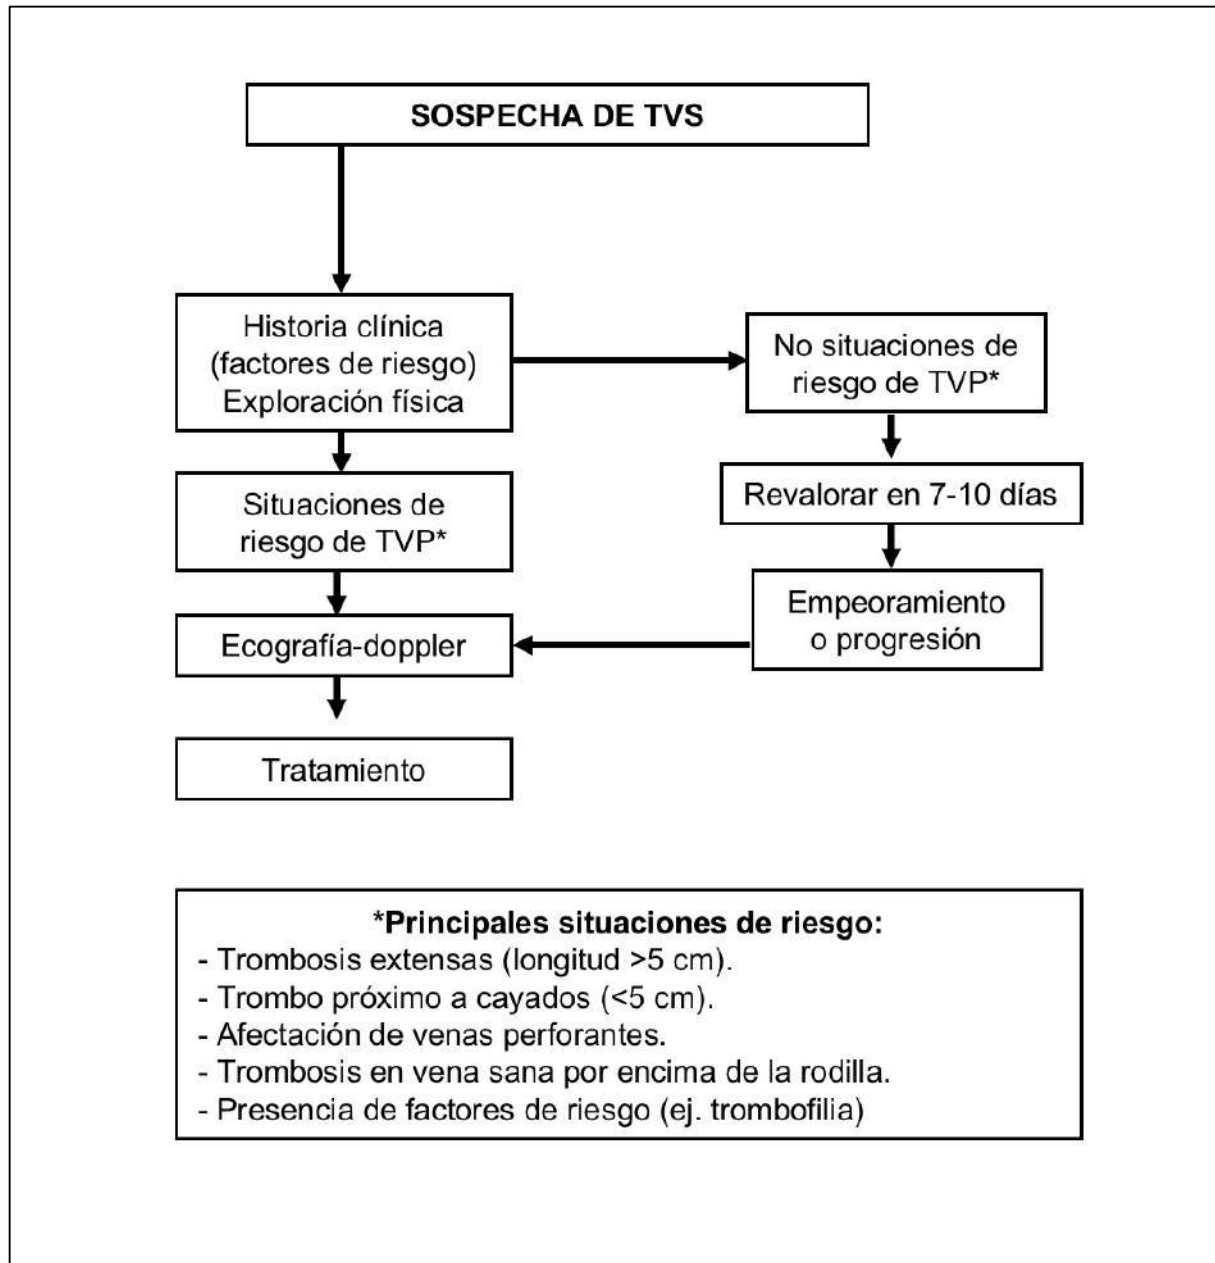 SOSPECHA DE TVS
Historia clínica
(factores de riesgo)
Exploración física
No situaciones de
riesgo de TVP*
Situaciones de
riesgo de TVP*
Revalorar en 7-10 días
Empeoramiento
o progresión
Ecografía-doppler
Tratamiento
*Principales situaciones de riesgo:
- Trombosis extensas (longitud >5 cm).
- Trombo próximo a cayados (<5 cm).
- Afectación de venas perforantes.
- Trombosis en vena sana por encima de la rodilla.
- Presencia de factores de riesgo (ej. trombofilia)